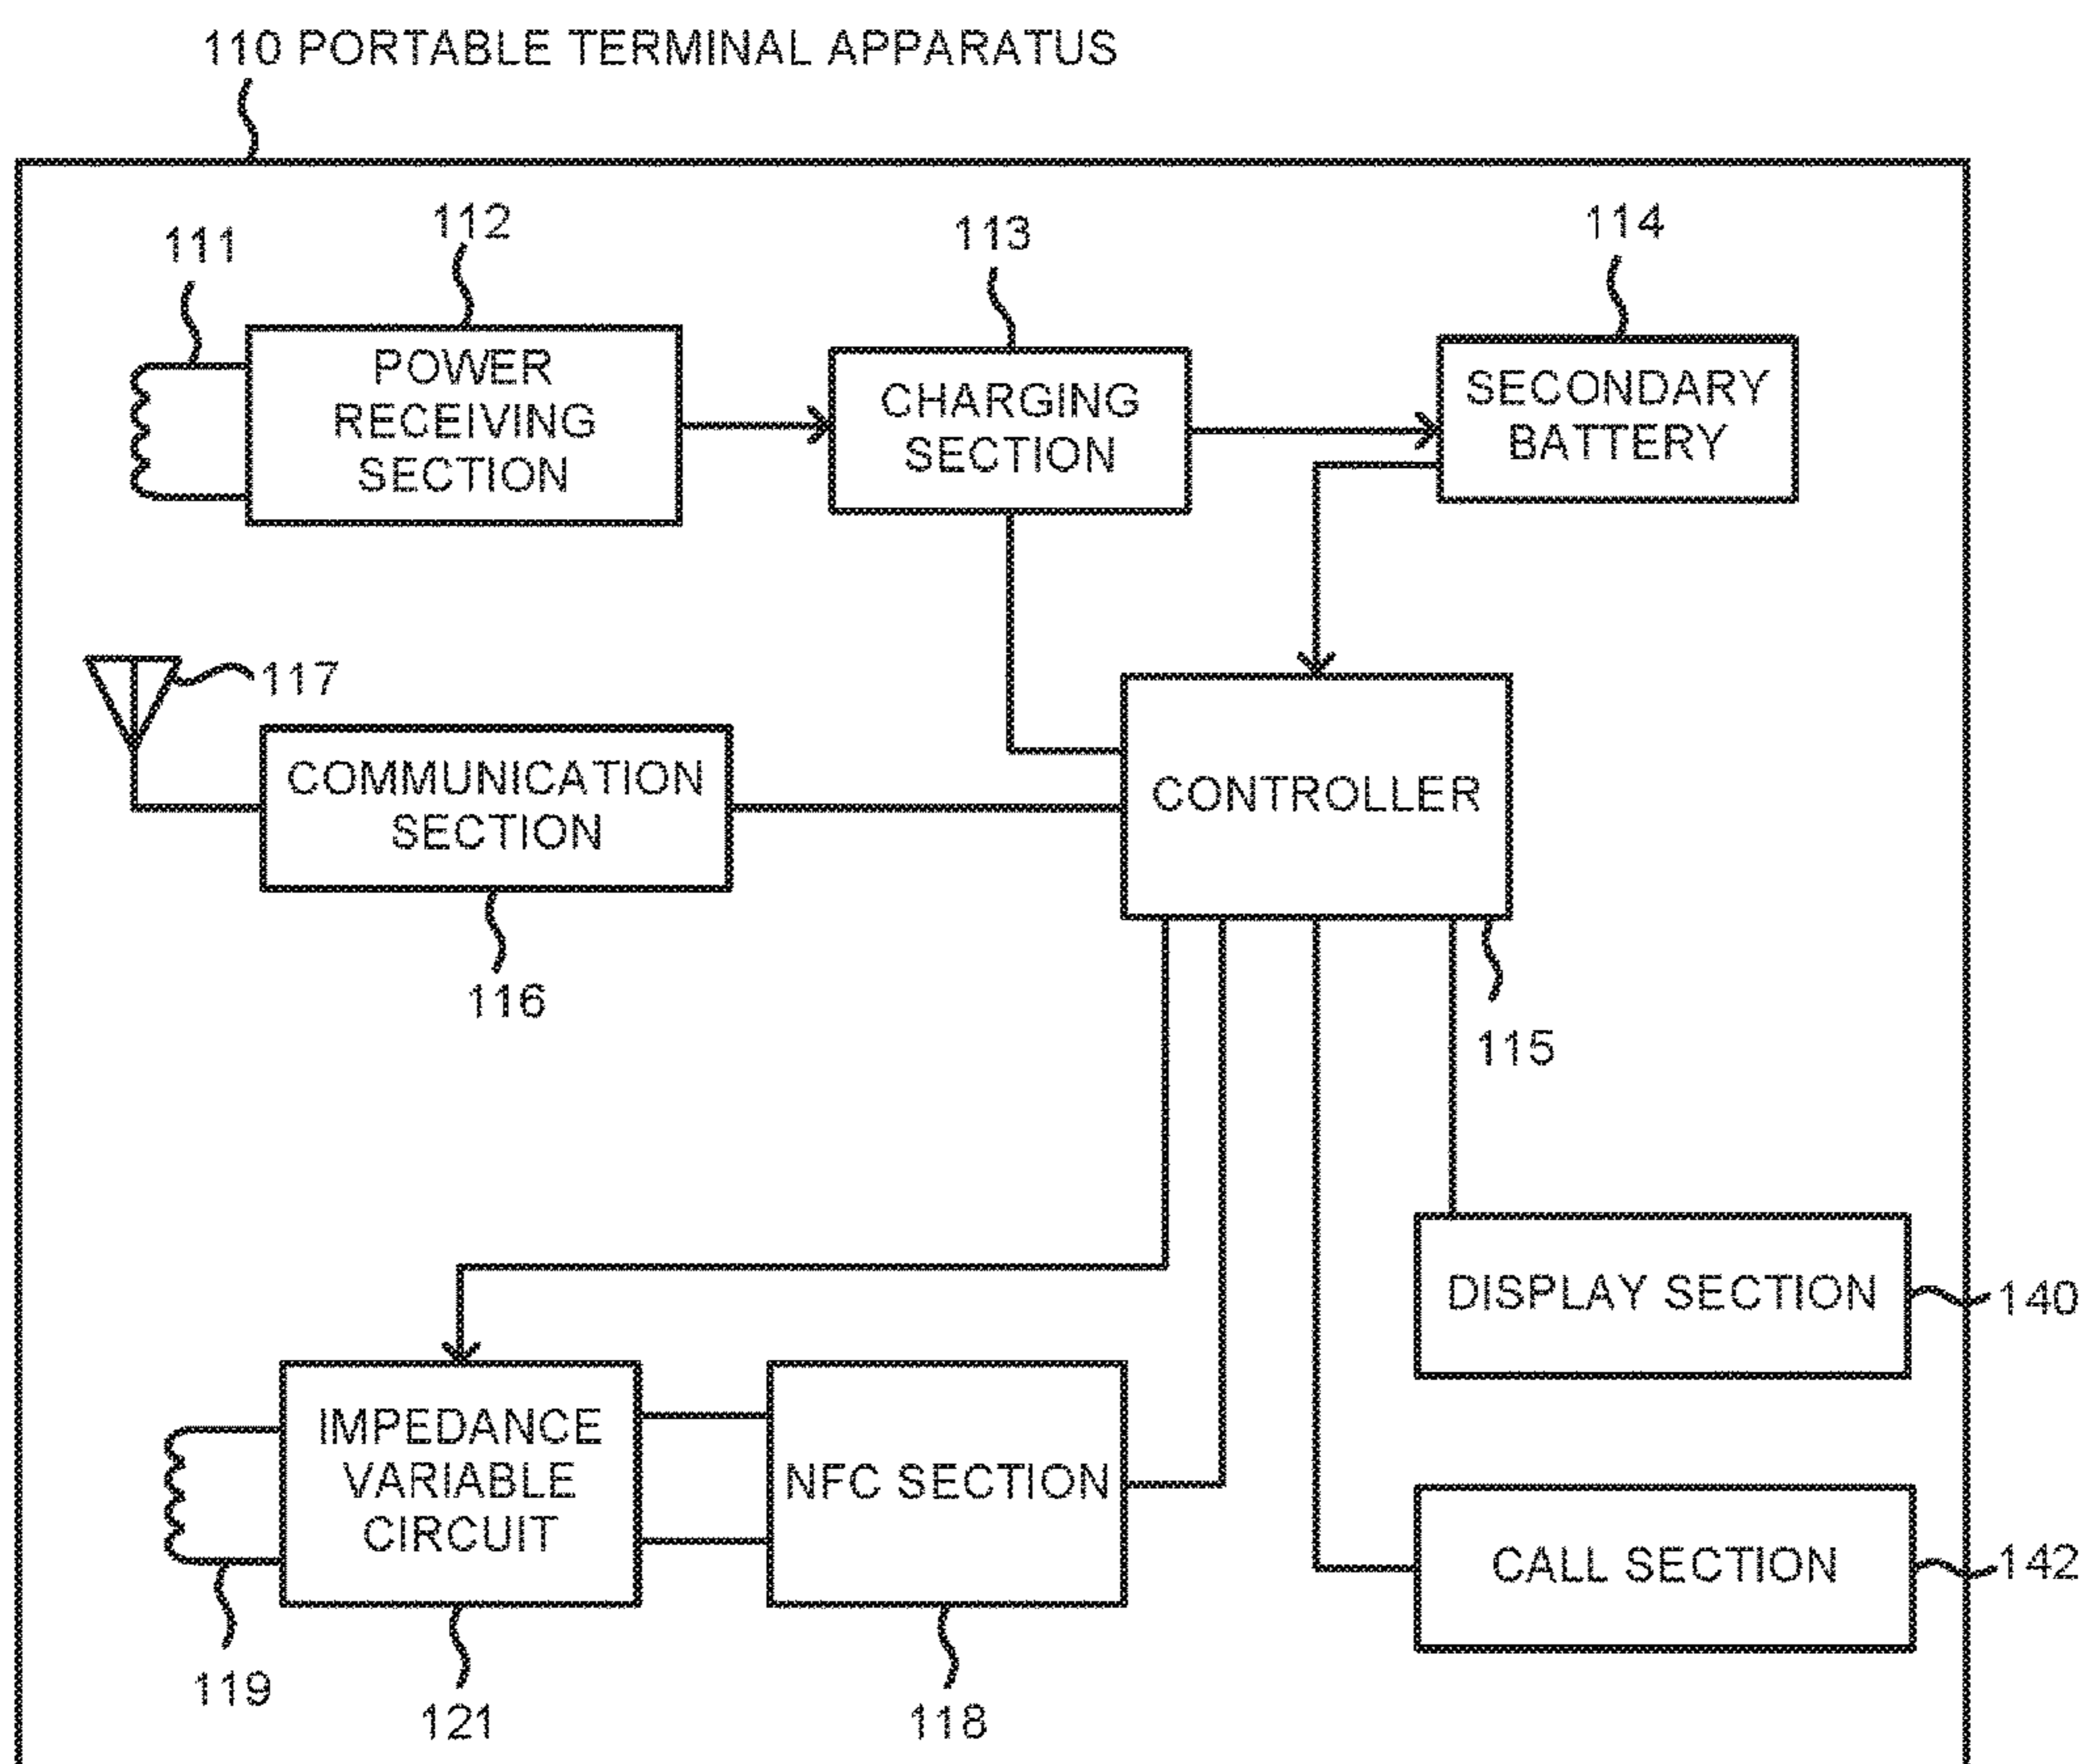 110 PORTABLE TERMINAL APPARATUS
111
112
113
114
POWER
RECEIVING
SECTION
CHARGING
SECTION
SECONDARY
BATTERY
117
COMMUNICATION
SECTION
CONTROLLER
116
115
DISPLAY SECTION
140
IMPEDANCE
VARIABLE
CIRCUIT
NFC SECTION
CALL SECTION
142
119
121
118